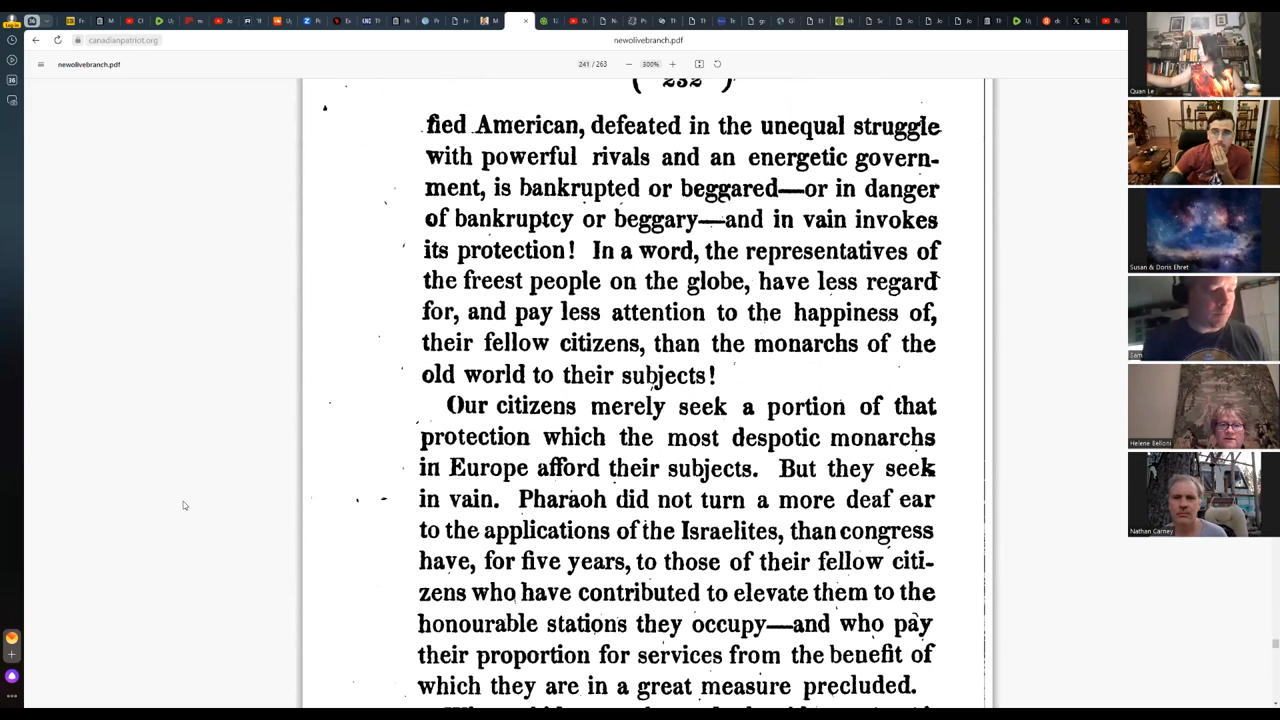 canadianpatriot.org
newolivebranch.pdf
newolivebranch.pdf
241 / 263
300%
( 232 )
fied American, defeated in the unequal struggle
with powerful rivals and an energetic govern-
ment, is bankrupted or beggared—or in danger
of bankruptcy or beggary—and in vain invokes
its protection! In a word, the representatives of
the freest people on the globe, have less regard
for, and pay less attention to the happiness of,
their fellow citizens, than the monarchs of the
old world to their subjects!
Our citizens merely seek a portion of that
protection which the most despotic monarchs
in Europe afford their subjects. But they seek
in vain. Pharaoh did not turn a more deaf ear
to the applications of the Israelites, than congress
have, for five years, to those of their fellow citi-
zens who have contributed to elevate them to the
honourable stations they occupy—and who pay
their proportion for services from the benefit of
which they are in a great measure precluded.
Quan Le
Susan & Doris Ehret
Sam
Helene Belloni
Nathan Carney